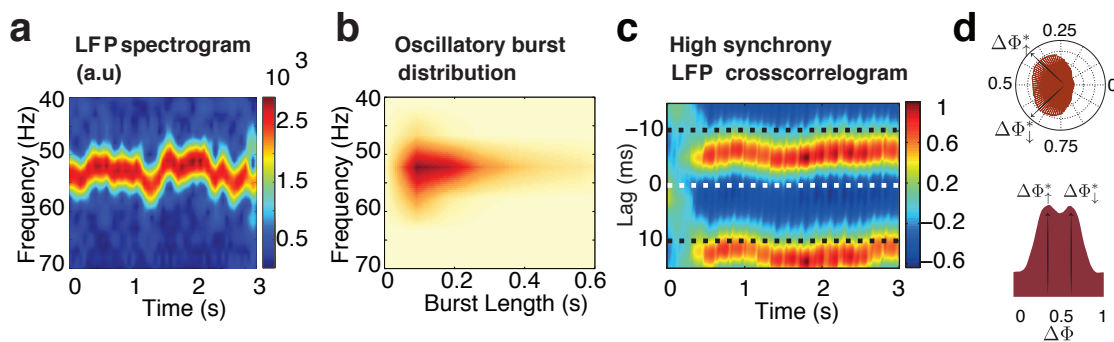 a
LFP spectrogram
(a.u)
10³
40
50
60
70
Frequency (Hz)
0 1 2 3
Time (s)
2.5
1.5
0.5
b
Oscillatory burst
distribution
40
50
60
70
Frequency (Hz)
0 0.2 0.4 0.6
Burst Length (s)
c
High synchrony
LFP crosscorrelogram
-10
0
10
Lag (ms)
0 1 2 3
Time (s)
1
0.6
0.2
−0.2
−0.6
d
0.25
ΔΦ↑*
0.5
0
ΔΦ↓*
0.75
ΔΦ↑* ΔΦ↓*
0 0.5 1
ΔΦ